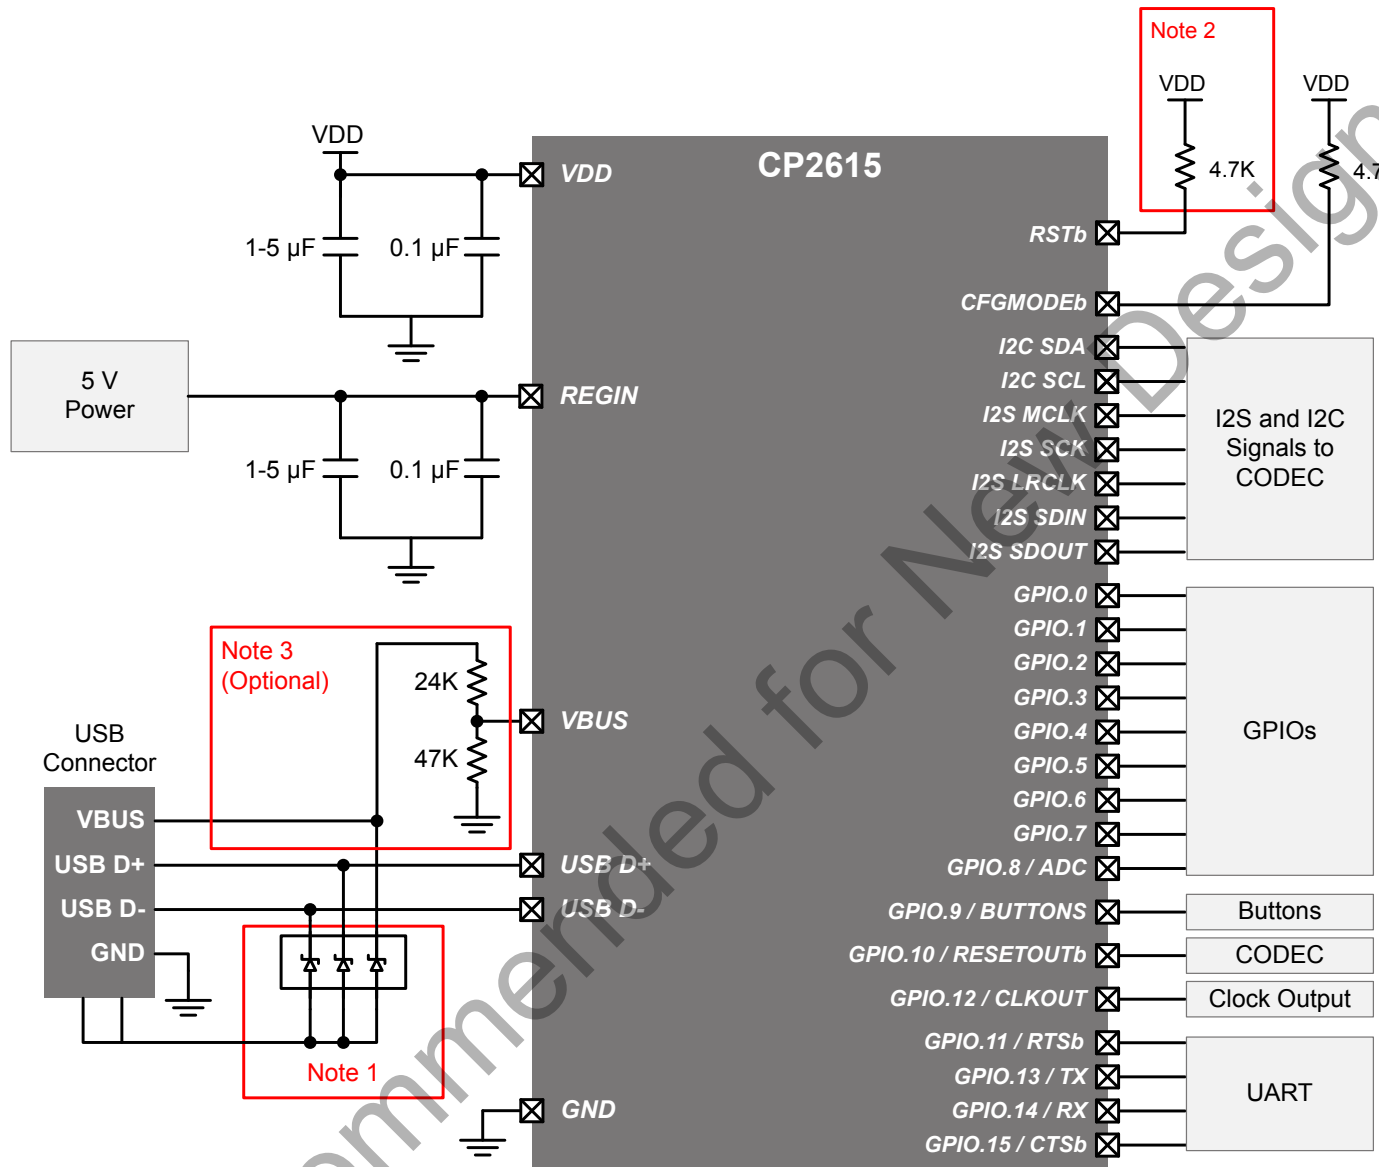 Note 2
VDD
VDD
4.7K
4.7
VDD
1-5 µF
0.1 µF
5 V
Power
1-5 µF
0.1 µF
Note 3
(Optional)
24K
47K
USB
Connector
VBUS
USB D+
USB D-
GND
Note 1
CP2615
VDD
REGIN
VBUS
USB D+
USB D-
GND
RSTb
CFGMODEb
I2C SDA
I2C SCL
I2S MCLK
I2S SCK
I2S LRCLK
I2S SDIN
I2S SDOUT
GPIO.0
GPIO.1
GPIO.2
GPIO.3
GPIO.4
GPIO.5
GPIO.6
GPIO.7
GPIO.8 / ADC
GPIO.9 / BUTTONS
GPIO.10 / RESETOUTb
GPIO.12 / CLKOUT
GPIO.11 / RTSb
GPIO.13 / TX
GPIO.14 / RX
GPIO.15 / CTSb
I2S and I2C
Signals to
CODEC
GPIOs
Buttons
CODEC
Clock Output
UART
ommended for New Design